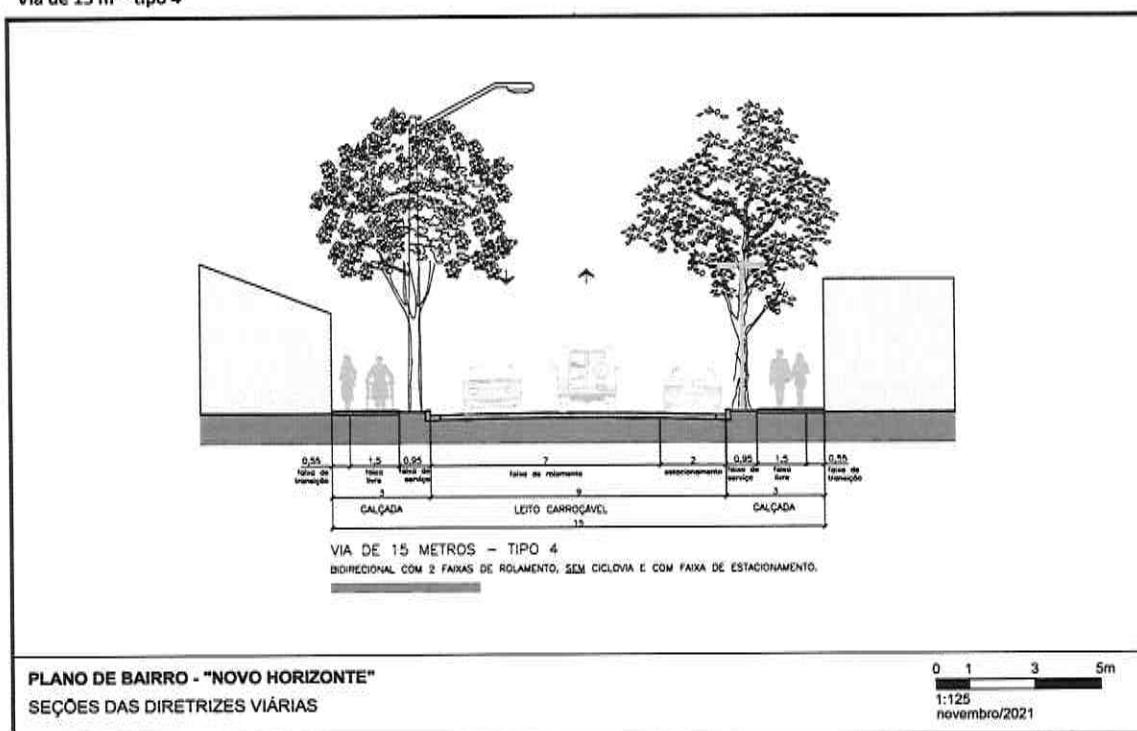 Via de 15 m - tipo 4
0,55 1,5 0,95 7 2 0,95 1,5 0,55
faixa de transição faixa livre faixa de serviço faixa de rolamento estacionamento faixa de serviço faixa livre faixa de transição
3 9 3
CALÇADA LEITO CARROÇÁVEL CALÇADA
15
VIA DE 15 METROS – TIPO 4
BIDIRECIONAL COM 2 FAIXAS DE ROLAMENTO, SEM CICLOVIA E COM FAIXA DE ESTACIONAMENTO.
PLANO DE BAIRRO - "NOVO HORIZONTE"
SEÇÕES DAS DIRETRIZES VIÁRIAS
0 1 3 5m
1:125
novembro/2021